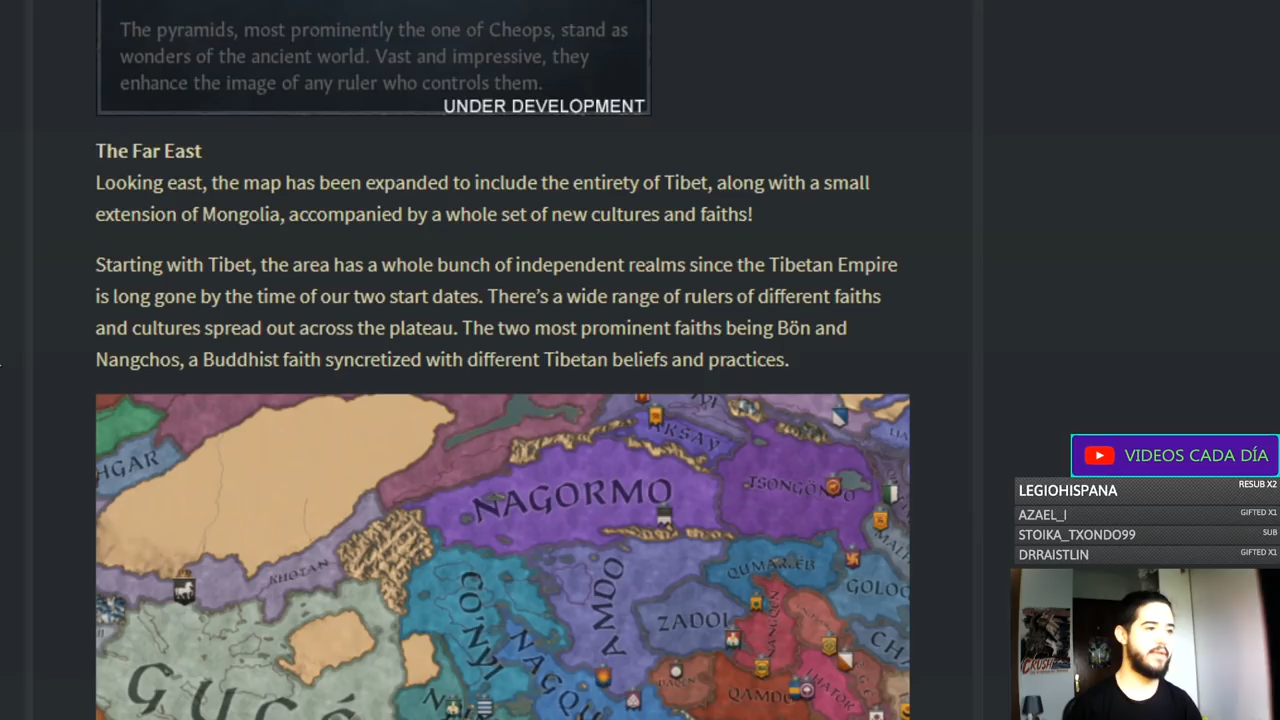 The pyramids, most prominently the one of Cheops, stand as
wonders of the ancient world. Vast and impressive, they
enhance the image of any ruler who controls them.
UNDER DEVELOPMENT
The Far East
Looking east, the map has been expanded to include the entirety of Tibet, along with a small
extension of Mongolia, accompanied by a whole set of new cultures and faiths!
Starting with Tibet, the area has a whole bunch of independent realms since the Tibetan Empire
is long gone by the time of our two start dates. There's a wide range of rulers of different faiths
and cultures spread out across the plateau. The two most prominent faiths being Bön and
Nangchos, a Buddhist faith syncretized with different Tibetan beliefs and practices.
HGAR
NAGORMO
KHOTAN
AMDO
QUMARLEB
GOLOG
ZADOI
NANGQEN
QAMDO
GUGÉ
VIDEOS CADA DÍA
LEGIOHISPANA RESUB X2
AZAEL_I GIFTED X1
STOIKA_TXONDO99 SUB
DRRAISTLIN GIFTED X1
CRUSH